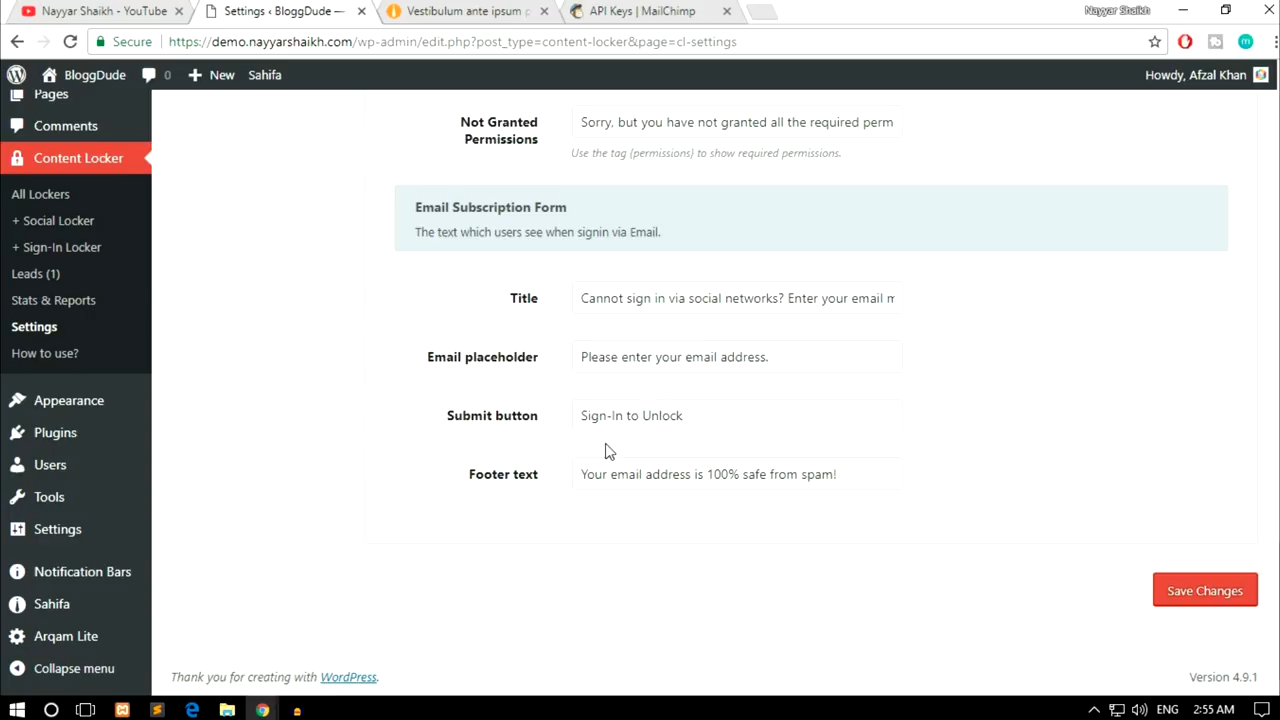 Nayyar Shaikh - YouTube
Settings ‹ BloggDude —
Vestibulum ante ipsum p
API Keys | MailChimp
Nayyar Shaikh
Secure
https://demo.nayyarshaikh.com/wp-admin/edit.php?post_type=content-locker&page=cl-settings
BloggDude
0
New
Sahifa
Howdy, Afzal Khan
Pages
Comments
Content Locker
All Lockers
+ Social Locker
+ Sign-In Locker
Leads (1)
Stats & Reports
Settings
How to use?
Appearance
Plugins
Users
Tools
Settings
Notification Bars
Sahifa
Arqam Lite
Collapse menu
Not Granted
Permissions
Sorry, but you have not granted all the required perm
Use the tag {permissions} to show required permissions.
Email Subscription Form
The text which users see when signin via Email.
Title
Cannot sign in via social networks? Enter your email m
Email placeholder
Please enter your email address.
Submit button
Sign-In to Unlock
Footer text
Your email address is 100% safe from spam!
Save Changes
Thank you for creating with WordPress.
Version 4.9.1
ENG
2:55 AM